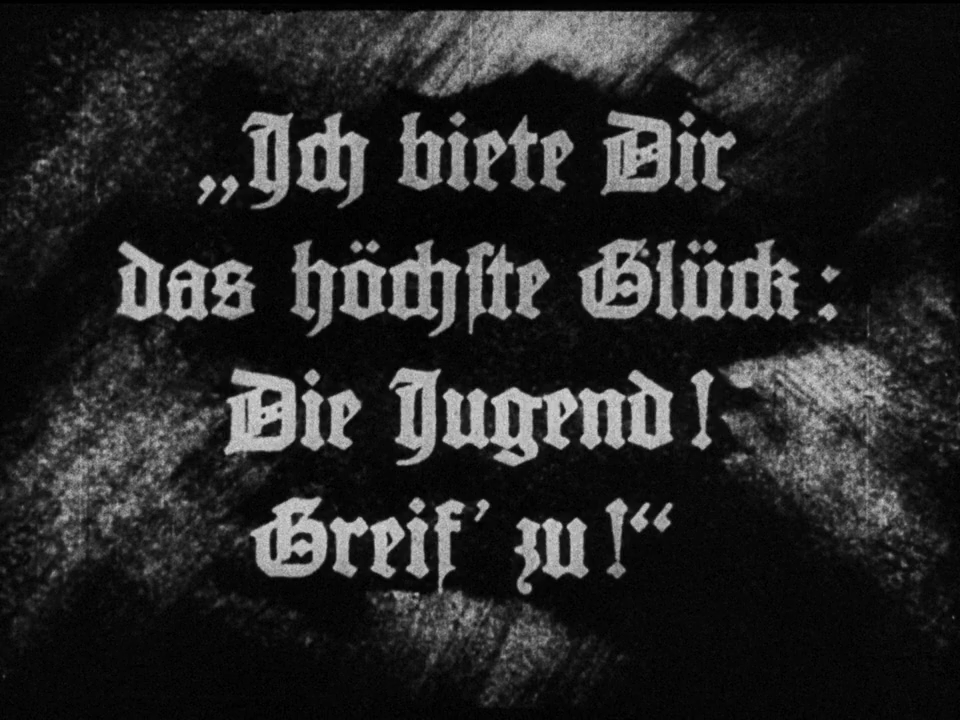 „Ich biete Dir
das höchſte Glück:
Die Jugend!
Greif’ zu!“